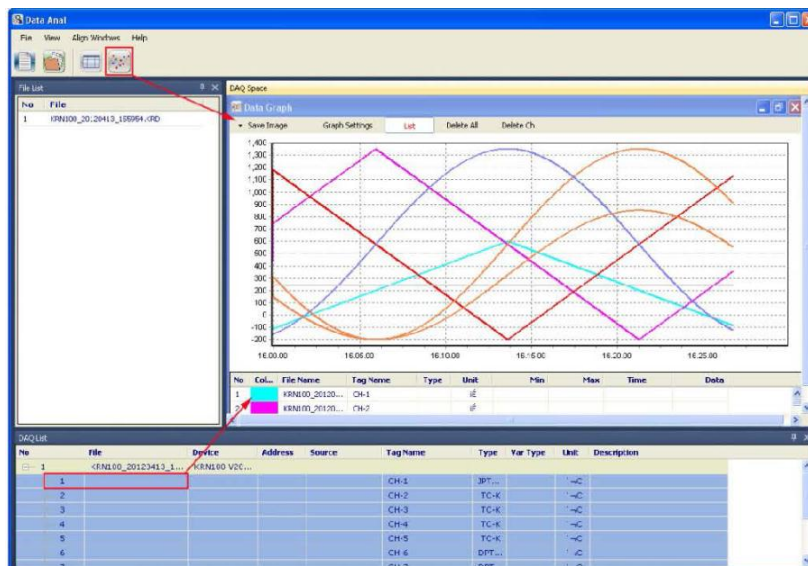 Data Anal
File View Align Windows Help
File List
No File
1 KRN100_20120413_155954.KRD
DAQ Space
Data Graph
Save Image Graph Settings List Delete All Delete Ch
1,400
1,300
1,200
1,100
1,000
900
800
700
600
500
400
300
200
100
0
-100
-200
16.00.00 16.05.00 16.10.00 16.15.00 16.20.00 16.25.00
No Col... File Name Tag Name Type Unit Min Max Time Data
1 KRN100_20120... CH-1
2 KRN100_20120... CH-2
DAQ List
No File Device Address Source Tag Name Type Var Type Unit Description
1 KRN100_20123413_1... KRN100 V2C...
1 CH-1 JPT...
2 CH-2 TC-K
3 CH-3 TC-K
4 CH-4 TC-K
5 CH-5 TC-K
6 CH 6 DPT...